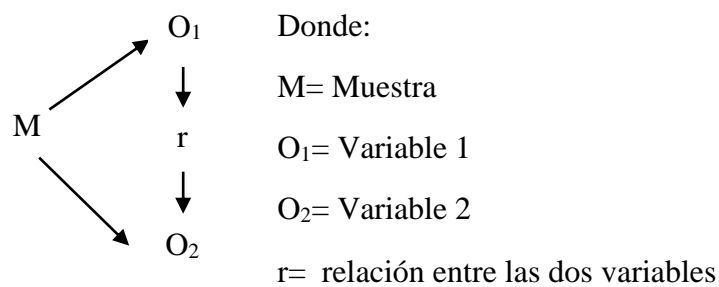 O₁
M
r
O₂
Donde:
M= Muestra
O₁= Variable 1
O₂= Variable 2
r= relación entre las dos variables